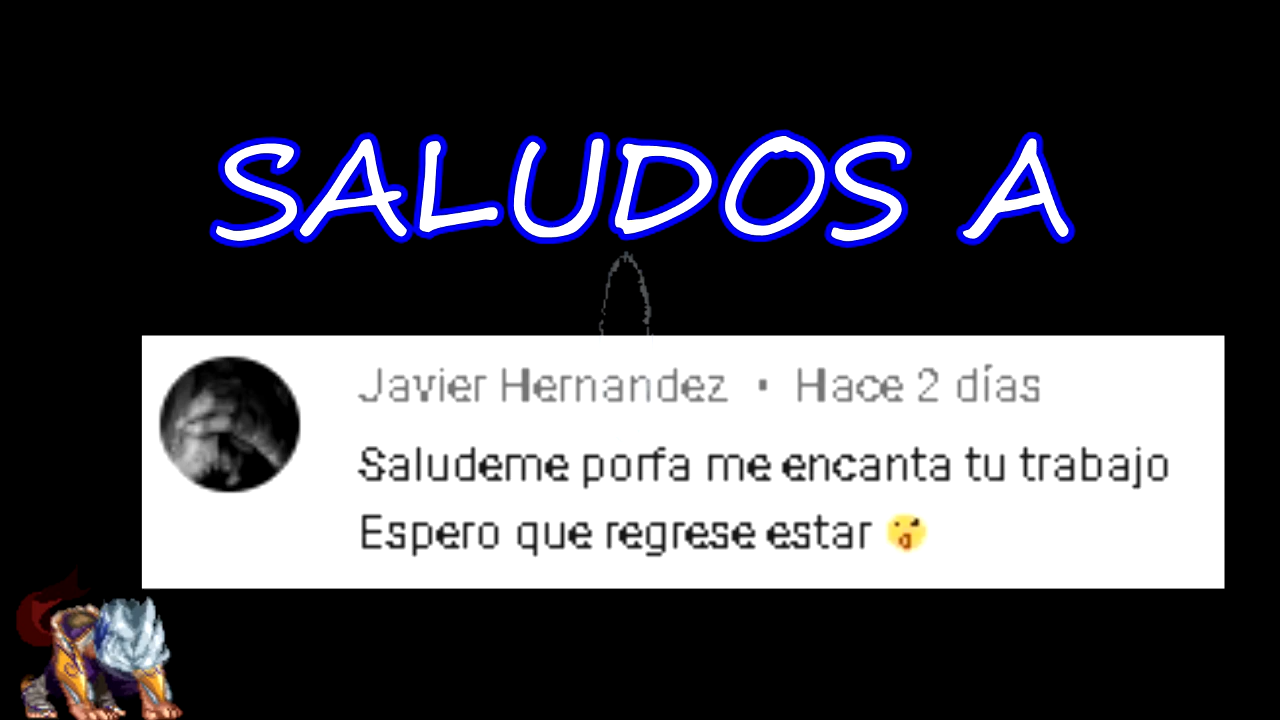 SALUDOS A
Javier Hernandez · Hace 2 días
Saludeme porfa me encanta tu trabajo
Espero que regrese estar